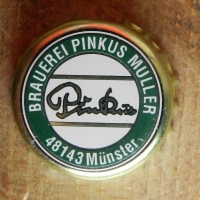 BRAUEREI PINKUS MÜLLER
Pinkus
48143 Münster